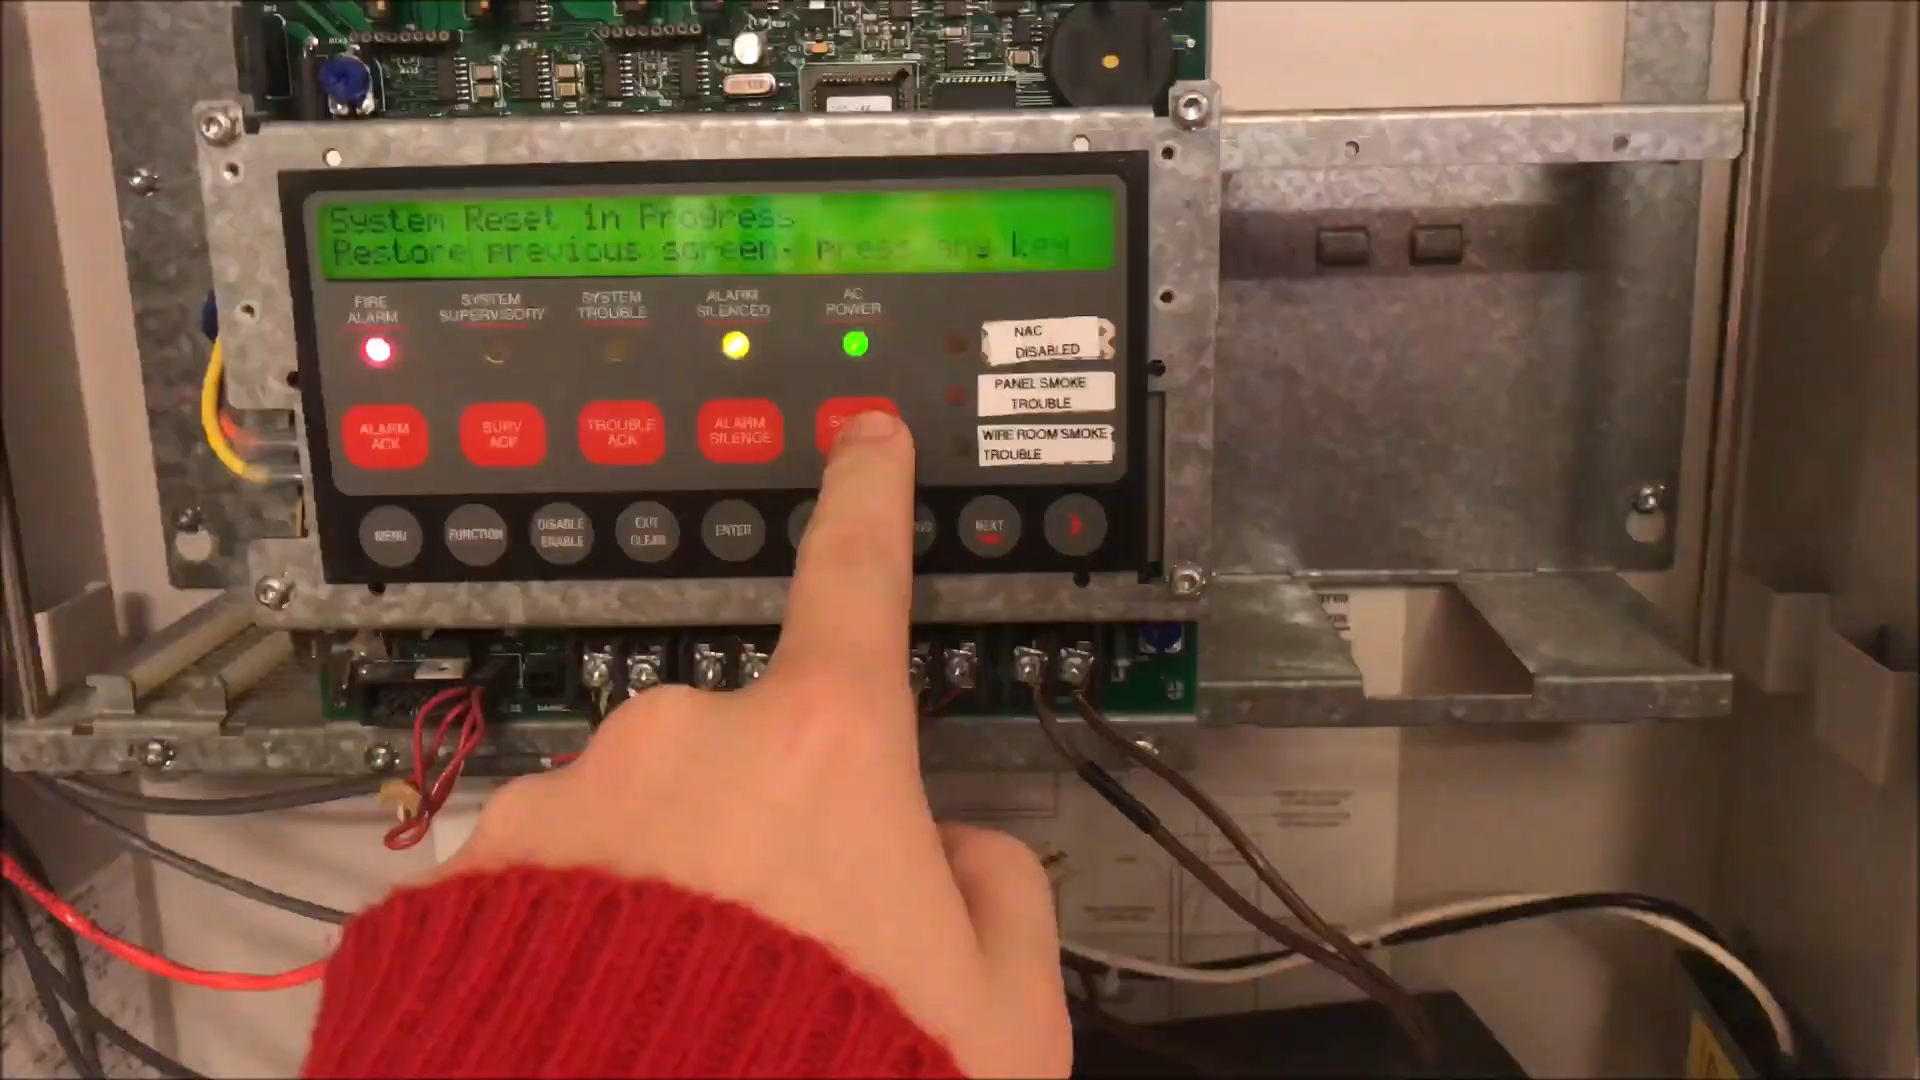 System Reset in Progress
Restore previous screen, press any key
FIRE
ALARM
SYSTEM
SUPERVISORY
SYSTEM
TROUBLE
ALARM
SILENCED
AC
POWER
NAC
DISABLED
PANEL SMOKE
TROUBLE
WIRE ROOM SMOKE
TROUBLE
ALARM
ACK
SUPV
ACK
TROUBLE
ACK
ALARM
SILENCE
MENU
FUNCTION
DISABLE
ENABLE
EXIT
CLEAR
ENTER
NEXT